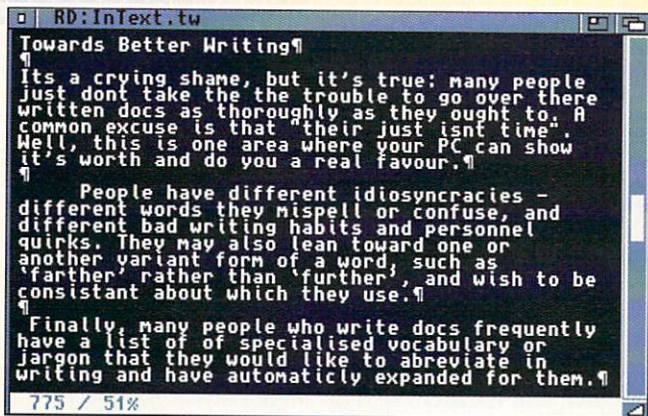 RD:InText.tw
Towards Better Writing¶
¶
Its a crying shame, but it's true: many people
just dont take the the trouble to go over there
written docs as thoroughly as they ought to. A
common excuse is that "their just isnt time".
Well, this is one area where your PC can show
it's worth and do you a real favour.¶
¶
People have different idiosyncracies -
different words they mispell or confuse, and
different bad writing habits and personnel
quirks. They may also lean toward one or
another variant form of a word, such as
'farther' rather than 'further', and wish to be
consistant about which they use.¶
¶
Finally, many people who write docs frequently
have a list of of specialised vocabulary or
jargon that they would like to abreviate in
writing and have automaticly expanded for them.¶
775 / 51%